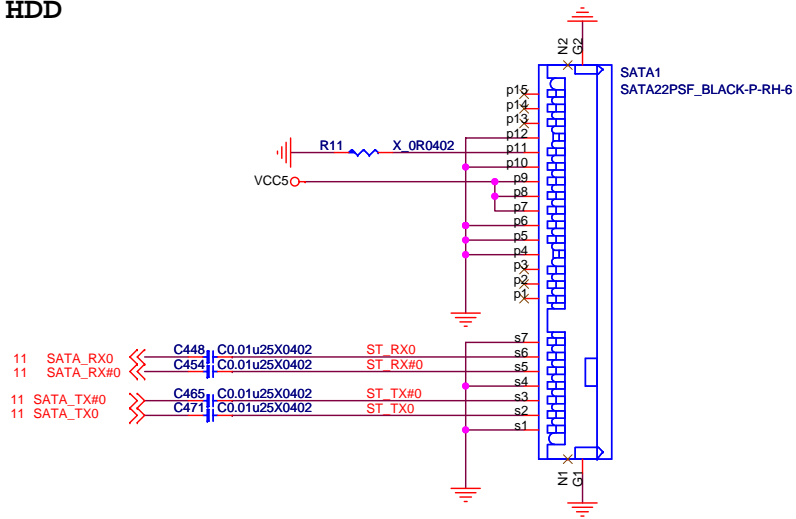 HDD
N2
G2
SATA1
SATA22PSF_BLACK-P-RH-6
p15
p14
p13
p12
R11 X_0R0402 p11
p10
VCC5 p9
p8
p7
p6
p5
p4
p3
p2
p1
s7
11 SATA_RX0 C448 C0.01u25X0402 ST_RX0 s6
11 SATA_RX#0 C454 C0.01u25X0402 ST_RX#0 s5
s4
11 SATA_TX#0 C465 C0.01u25X0402 ST_TX#0 s3
11 SATA_TX0 C471 C0.01u25X0402 ST_TX0 s2
s1
N1
G1